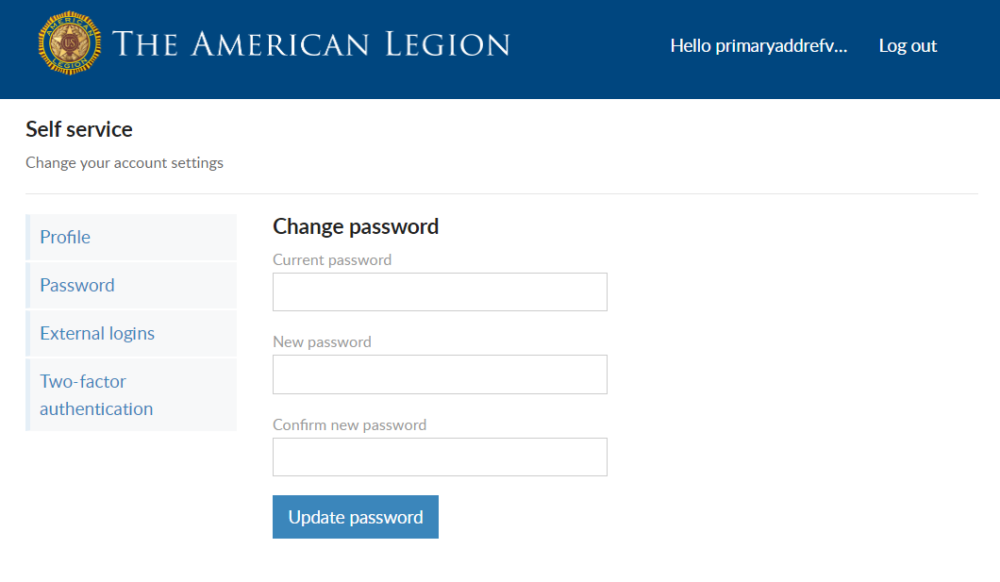 AMERICAN
US
LEGION
THE AMERICAN LEGION
Hello primaryaddrefv...
Log out
Self service
Change your account settings
Profile
Password
External logins
Two-factor
authentication
Change password
Current password
New password
Confirm new password
Update password